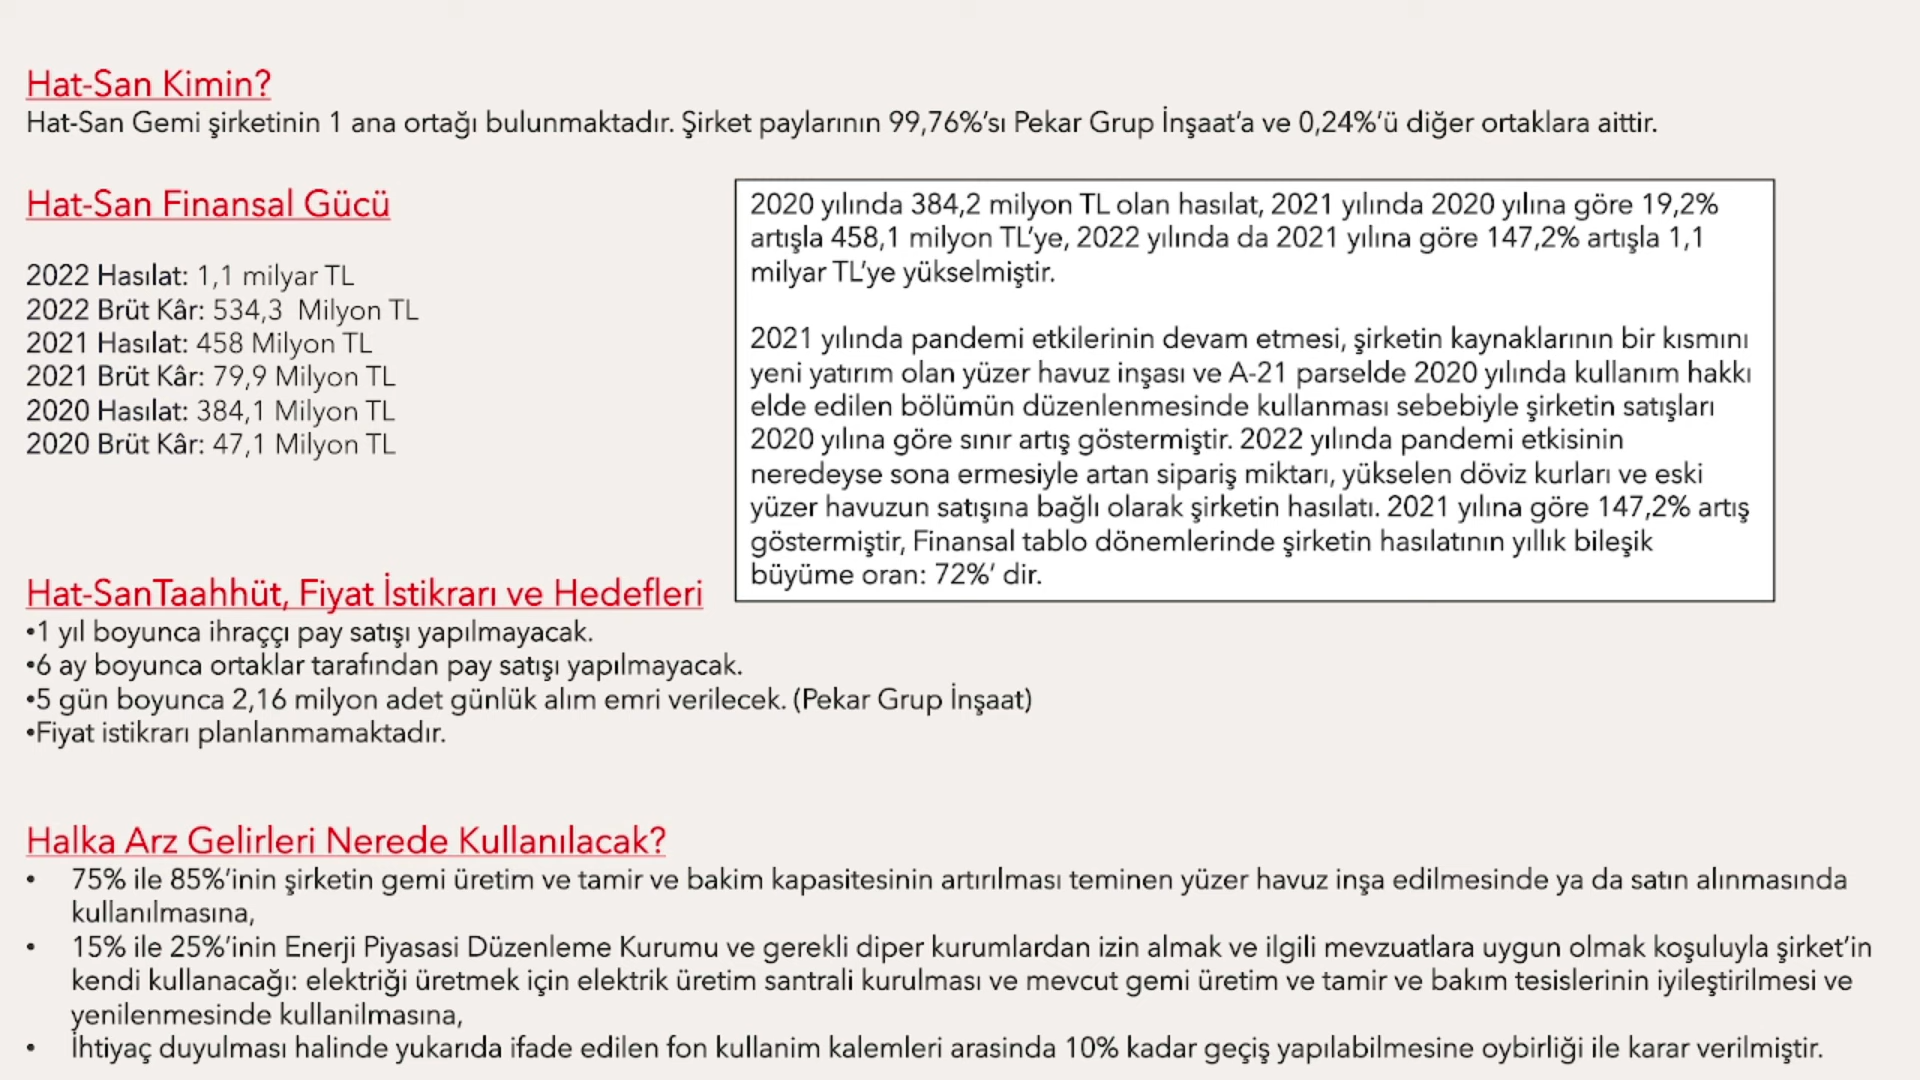 Hat-San Kimin?
Hat-San Gemi şirketinin 1 ana ortağı bulunmaktadır. Şirket paylarının 99,76%'sı Pekar Grup İnşaat'a ve 0,24%'ü diğer ortaklara aittir.
Hat-San Finansal Gücü
2022 Hasılat: 1,1 milyar TL
2022 Brüt Kâr: 534,3 Milyon TL
2021 Hasılat: 458 Milyon TL
2021 Brüt Kâr: 79,9 Milyon TL
2020 Hasılat: 384,1 Milyon TL
2020 Brüt Kâr: 47,1 Milyon TL
2020 yılında 384,2 milyon TL olan hasılat, 2021 yılında 2020 yılına göre 19,2%
artışla 458,1 milyon TL'ye, 2022 yılında da 2021 yılına göre 147,2% artışla 1,1
milyar TL'ye yükselmiştir.
2021 yılında pandemi etkilerinin devam etmesi, şirketin kaynaklarının bir kısmını
yeni yatırım olan yüzer havuz inşası ve A-21 parselde 2020 yılında kullanım hakkı
elde edilen bölümün düzenlenmesinde kullanması sebebiyle şirketin satışları
2020 yılına göre sınır artış göstermiştir. 2022 yılında pandemi etkisinin
neredeyse sona ermesiyle artan sipariş miktarı, yükselen döviz kurları ve eski
yüzer havuzun satışına bağlı olarak şirketin hasılatı. 2021 yılına göre 147,2% artış
göstermiştir, Finansal tablo dönemlerinde şirketin hasılatının yıllık bileşik
büyüme oran: 72%' dir.
Hat-SanTaahhüt, Fiyat İstikrarı ve Hedefleri
•1 yıl boyunca ihraççı pay satışı yapılmayacak.
•6 ay boyunca ortaklar tarafından pay satışı yapılmayacak.
•5 gün boyunca 2,16 milyon adet günlük alım emri verilecek. (Pekar Grup İnşaat)
•Fiyat istikrarı planlanmamaktadır.
Halka Arz Gelirleri Nerede Kullanılacak?
• 75% ile 85%'inin şirketin gemi üretim ve tamir ve bakim kapasitesinin artırılması teminen yüzer havuz inşa edilmesinde ya da satın alınmasında
kullanılmasına,
• 15% ile 25%'inin Enerji Piyasasi Düzenleme Kurumu ve gerekli diper kurumlardan izin almak ve ilgili mevzuatlara uygun olmak koşuluyla şirket'in
kendi kullanacağı: elektriği üretmek için elektrik üretim santrali kurulması ve mevcut gemi üretim ve tamir ve bakım tesislerinin iyileştirilmesi ve
yenilenmesinde kullanilmasına,
• İhtiyaç duyulması halinde yukarıda ifade edilen fon kullanim kalemleri arasinda 10% kadar geçiş yapılabilmesine oybirliği ile karar verilmiştir.